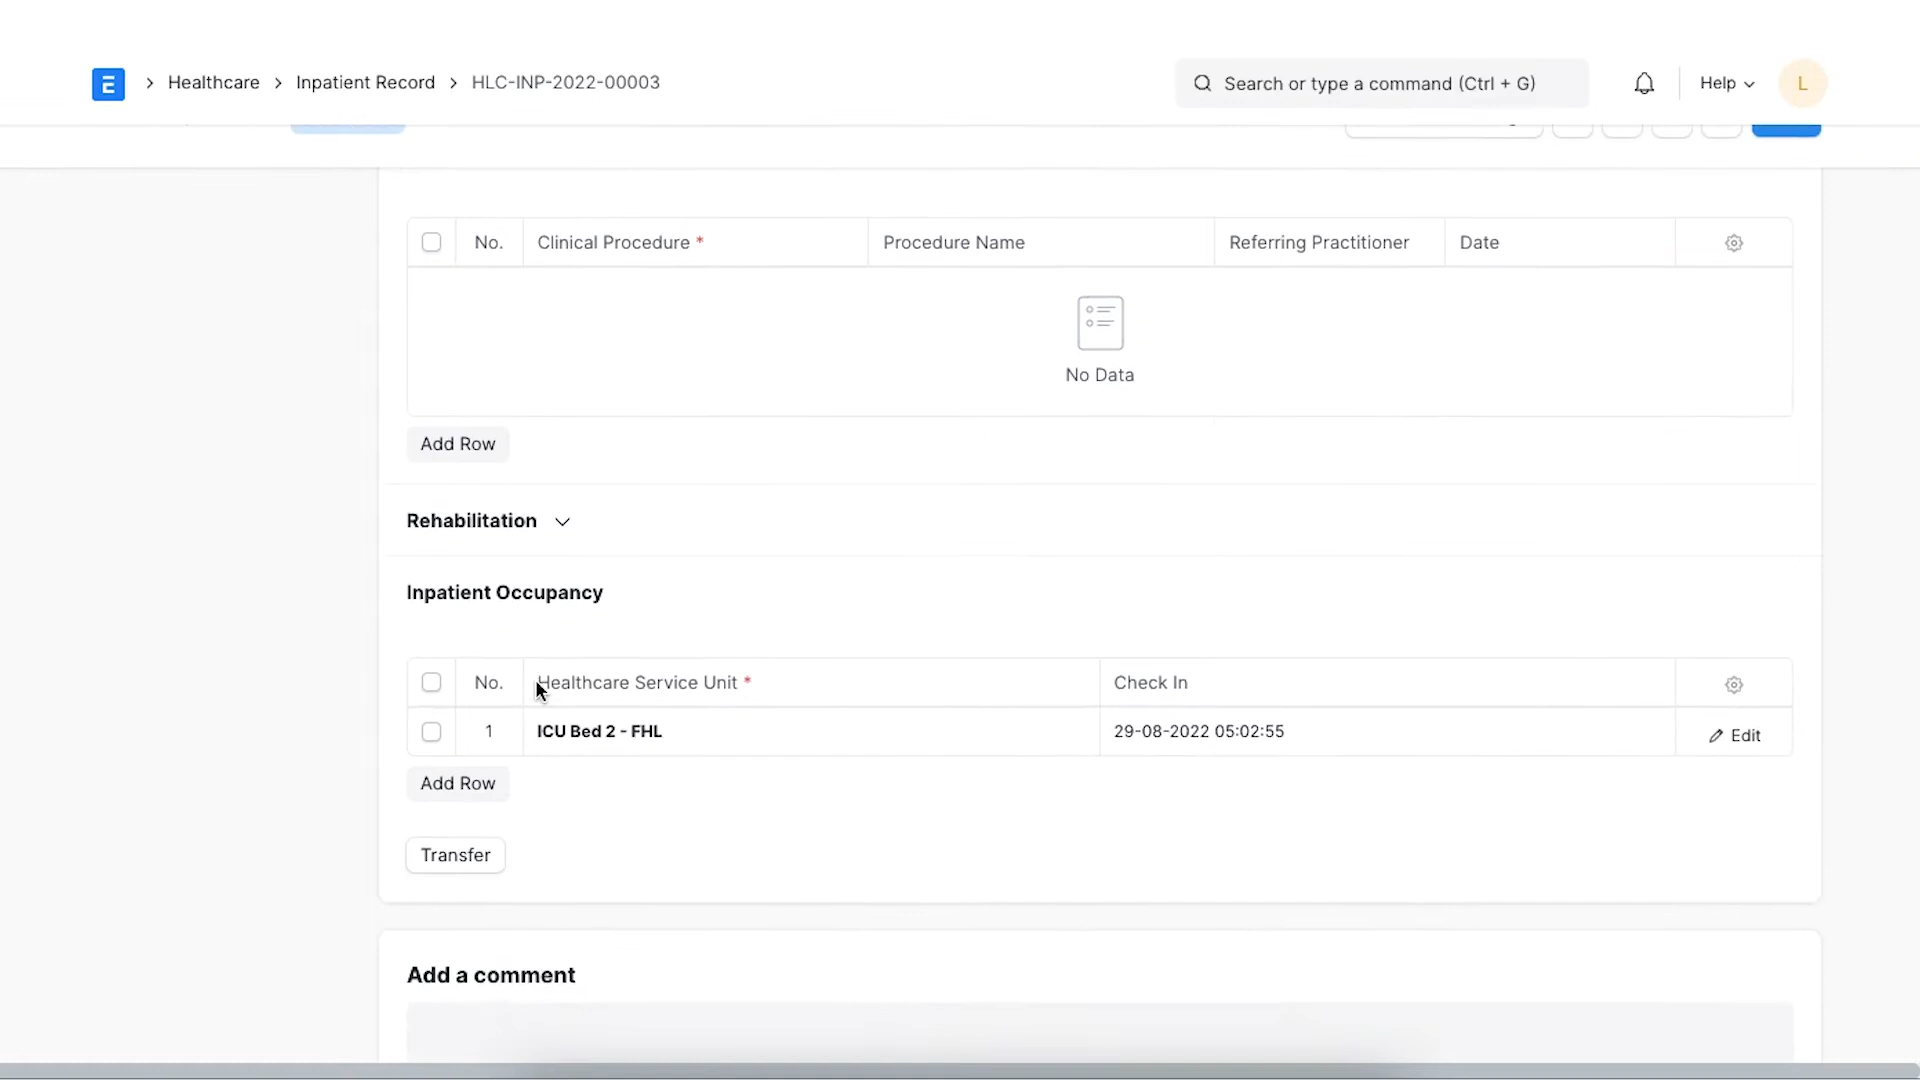 E > Healthcare > Inpatient Record > HLC-INP-2022-00003 Search or type a command (Ctrl + G) Help L
No. Clinical Procedure * Procedure Name Referring Practitioner Date
No Data
Add Row
Rehabilitation
Inpatient Occupancy
No. Healthcare Service Unit * Check In
1 ICU Bed 2 - FHL 29-08-2022 05:02:55 Edit
Add Row
Transfer
Add a comment